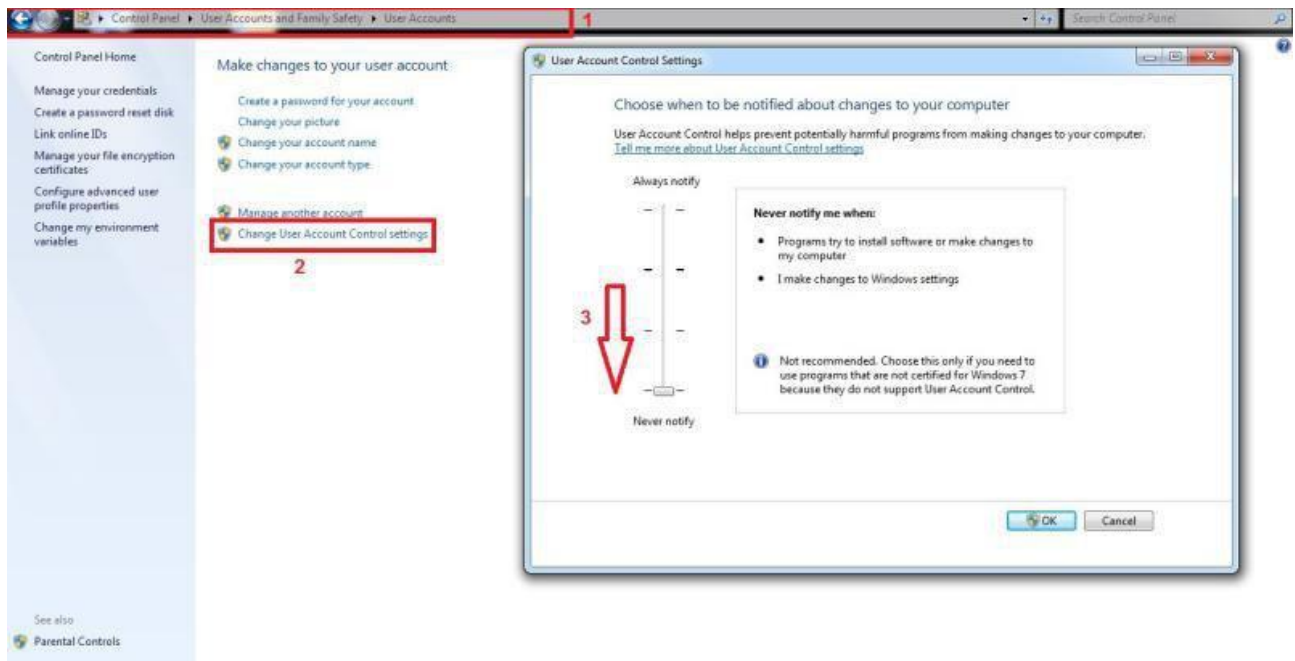 Control Panel ▸ User Accounts and Family Safety ▸ User Accounts
1
Search Control Panel
Control Panel Home
Manage your credentials
Create a password reset disk
Link online IDs
Manage your file encryption
certificates
Configure advanced user
profile properties
Change my environment
variables
See also
Parental Controls
Make changes to your user account
Create a password for your account
Change your picture
Change your account name
Change your account type
Manage another account
Change User Account Control settings
2
User Account Control Settings
Choose when to be notified about changes to your computer
User Account Control helps prevent potentially harmful programs from making changes to your computer.
Tell me more about User Account Control settings
Always notify
3
Never notify
Never notify me when:
• Programs try to install software or make changes to
my computer
• I make changes to Windows settings
Not recommended. Choose this only if you need to
use programs that are not certified for Windows 7
because they do not support User Account Control.
OK
Cancel